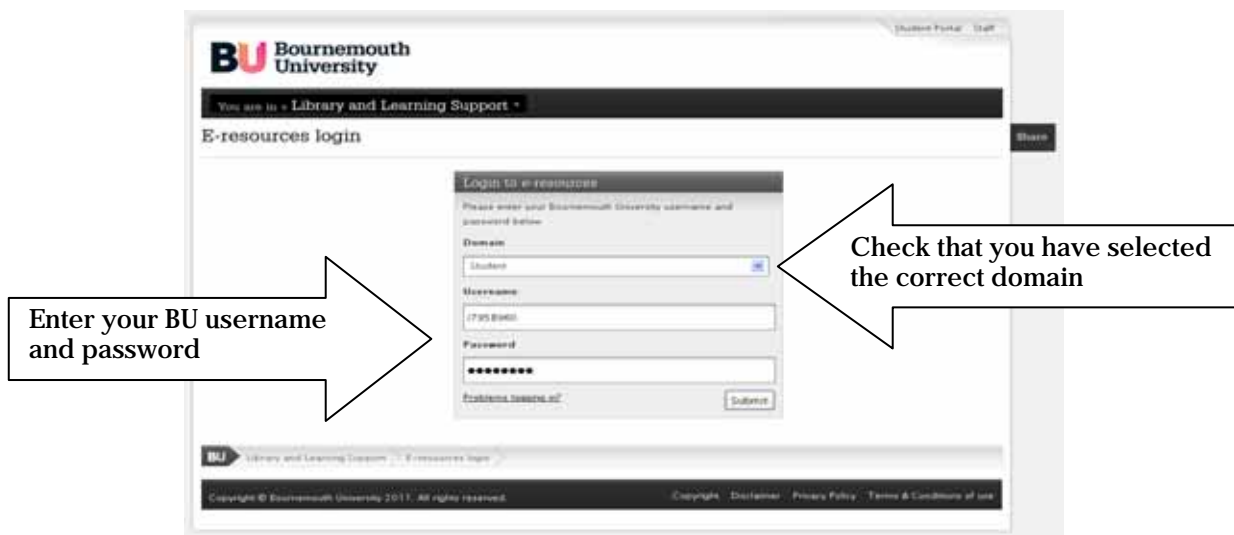 Student Portal Staff
BU Bournemouth
University
You are in Library and Learning Support
E-resources login
Share
Login to e-resources
Please enter your Bournemouth University username and
password below
Domain
Student
Check that you have selected
the correct domain
Username
Enter your BU username
and password
Password
Problems logging in?
Submit
BU Library and Learning Support E-resources login
Copyright © Bournemouth University 2011. All rights reserved. Copyright Disclaimer Privacy Policy Terms & Conditions of use